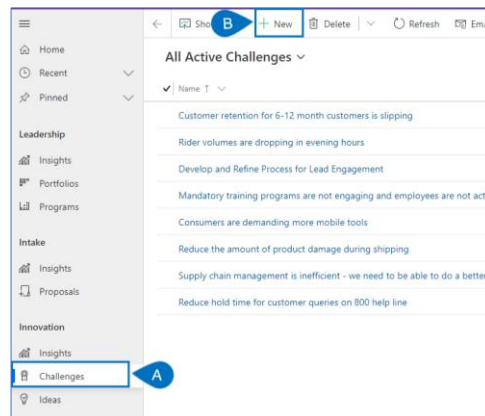 Sho
B
New
Delete
Refresh
Ema
Home
Recent
Pinned
All Active Challenges
Name ↑
Customer retention for 6-12 month customers is slipping
Rider volumes are dropping in evening hours
Leadership
Develop and Refine Process for Lead Engagement
Insights
Portfolios
Mandatory training programs are not engaging and employees are not act
Programs
Consumers are demanding more mobile tools
Intake
Reduce the amount of product damage during shipping
Insights
Supply chain management is inefficient - we need to be able to do a better
Proposals
Reduce hold time for customer queries on 800 help line
Innovation
Insights
Challenges
A
Ideas